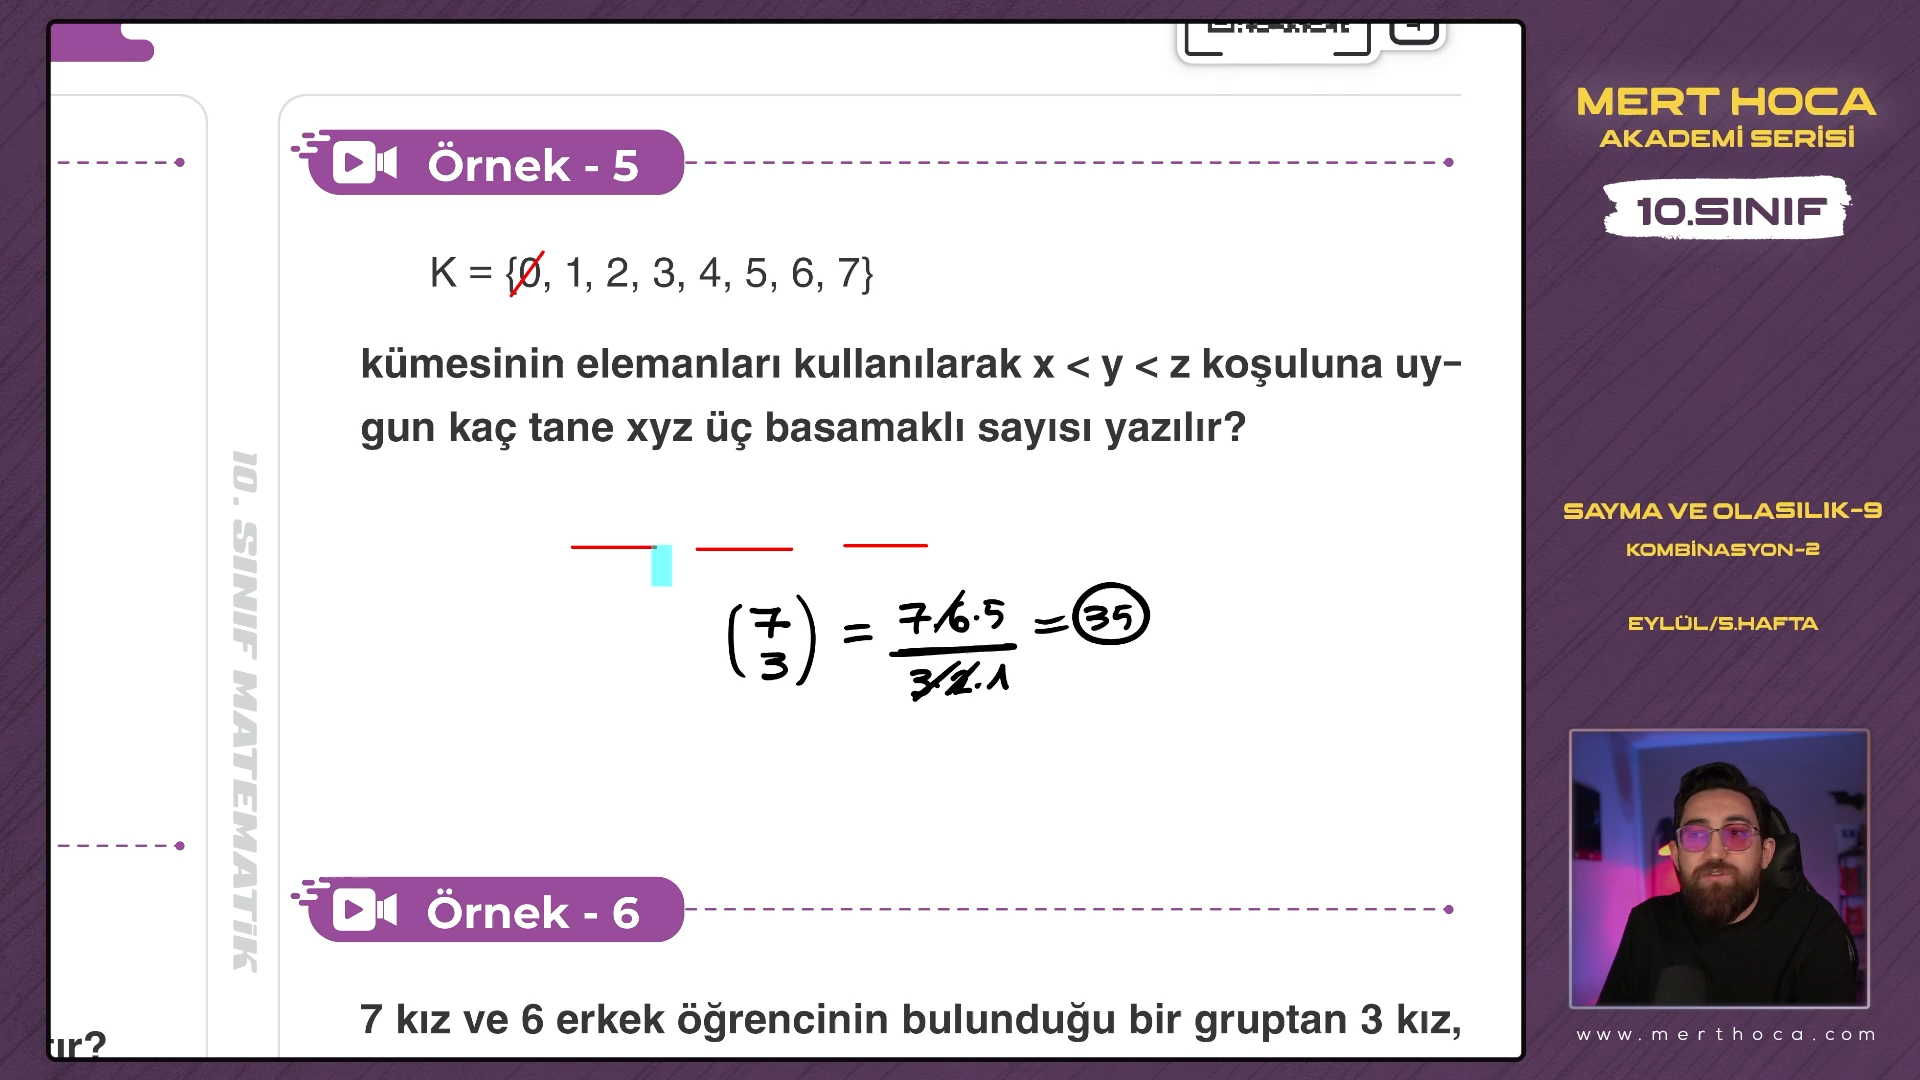 MERT HOCA
AKADEMİ SERİSİ
10.SINIF
Örnek - 5
K = {0, 1, 2, 3, 4, 5, 6, 7}
kümesinin elemanları kullanılarak x < y < z koşuluna uy-
gun kaç tane xyz üç basamaklı sayısı yazılır?
(7 3) = 7.6.5 / 3.2.1 = 35
10. SINIF MATEMATİK
SAYMA VE OLASILIK-9
KOMBİNASYON-2
EYLÜL/5.HAFTA
Örnek - 6
7 kız ve 6 erkek öğrencinin bulunduğu bir gruptan 3 kız,
ır?
www.merthoca.com